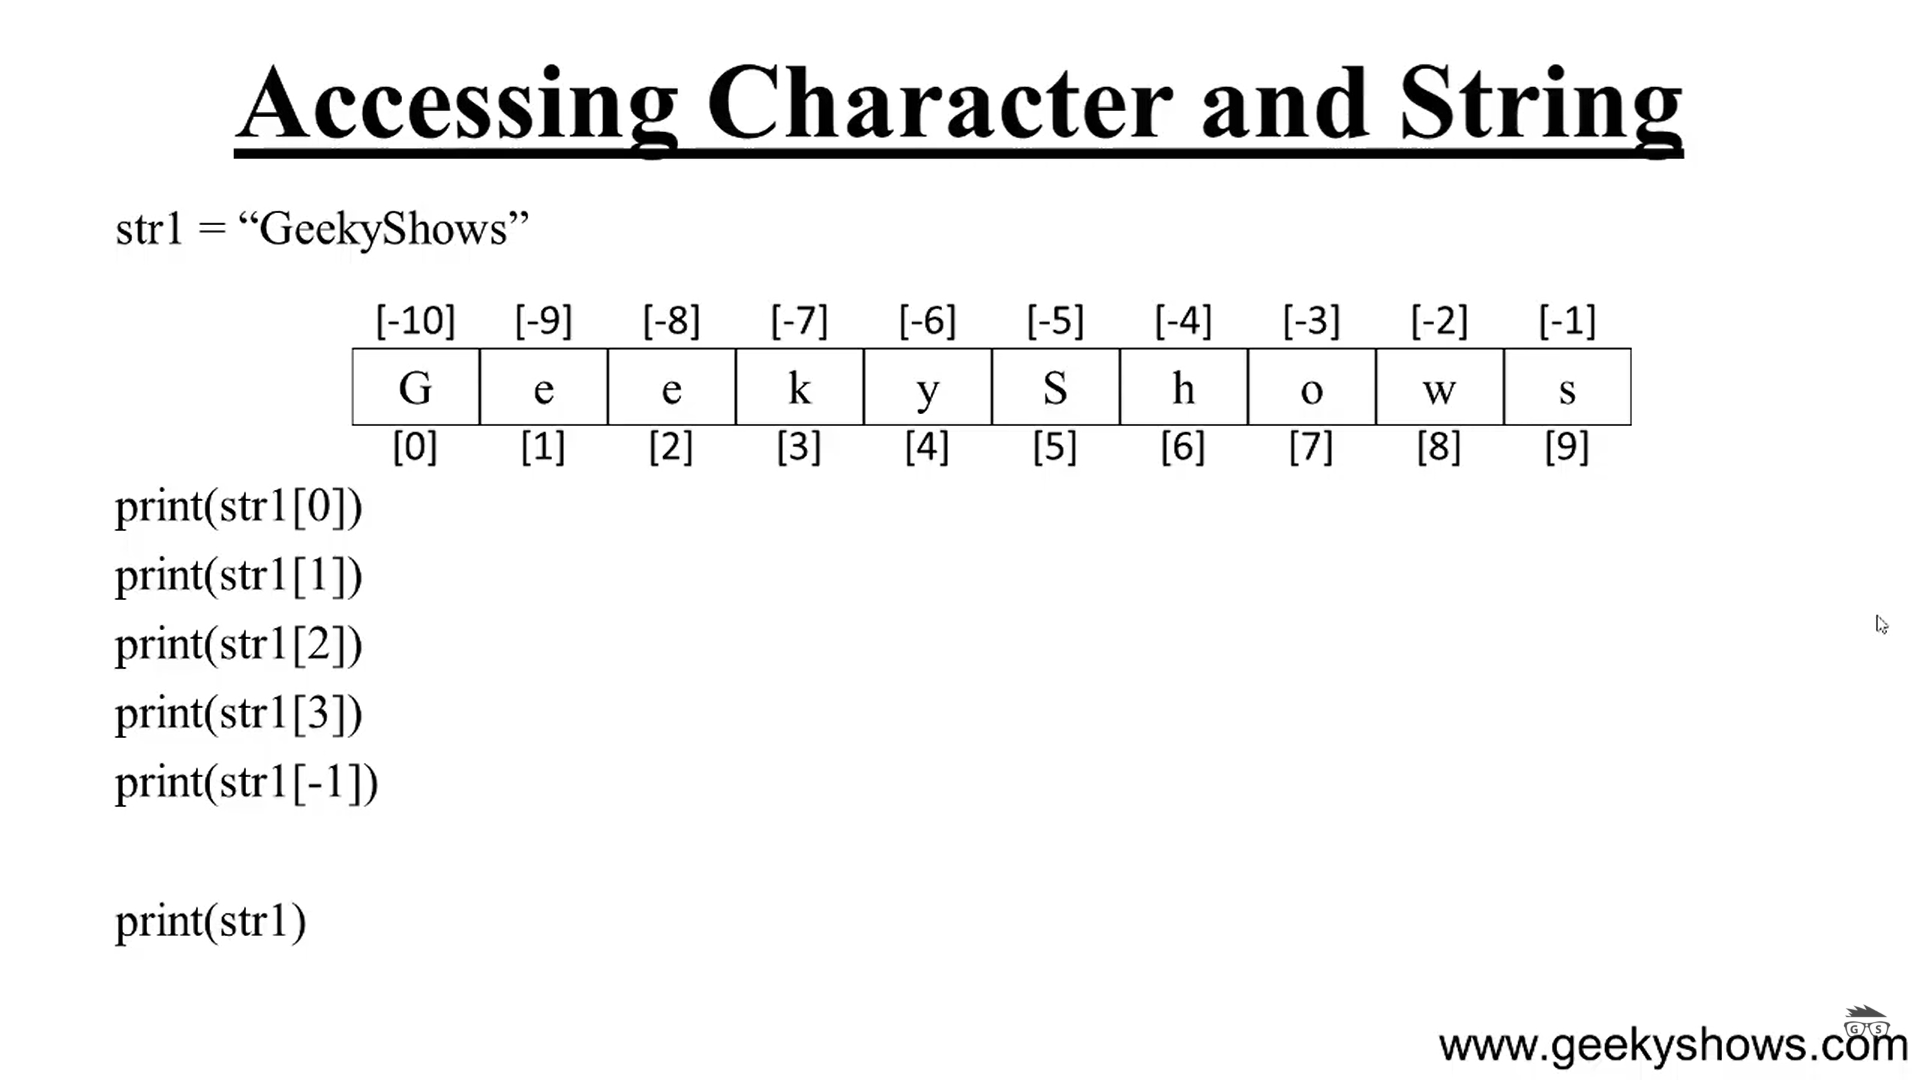 Accessing Character and String
str1 = “GeekyShows”
[-10] [-9] [-8] [-7] [-6] [-5] [-4] [-3] [-2] [-1]
G e e k y S h o w s
[0] [1] [2] [3] [4] [5] [6] [7] [8] [9]
print(str1[0])
print(str1[1])
print(str1[2])
print(str1[3])
print(str1[-1])
print(str1)
G S
www.geekyshows.com